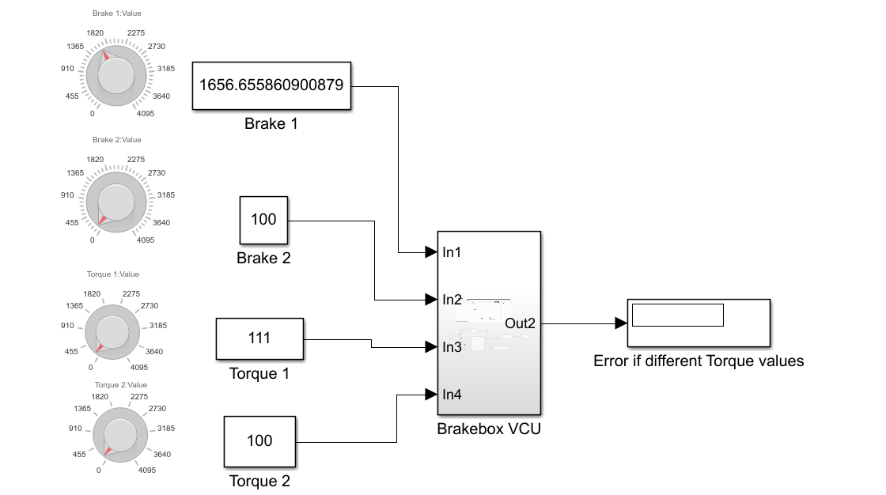 Brake 1:Value
1820 2275
1365 2730
910 3185
455 3640
0 4095
1656.655860900879
Brake 1
Brake 2:Value
1820 2275
1365 2730
910 3185
455 3640
0 4095
100
Brake 2
In1
In2
Out2
In3
In4
Brakebox VCU
Error if different Torque values
Torque 1:Value
1820 2275
1365 2730
910 3185
455 3640
0 4095
111
Torque 1
Torque 2:Value
1820 2275
1365 2730
910 3185
455 3640
0 4095
100
Torque 2